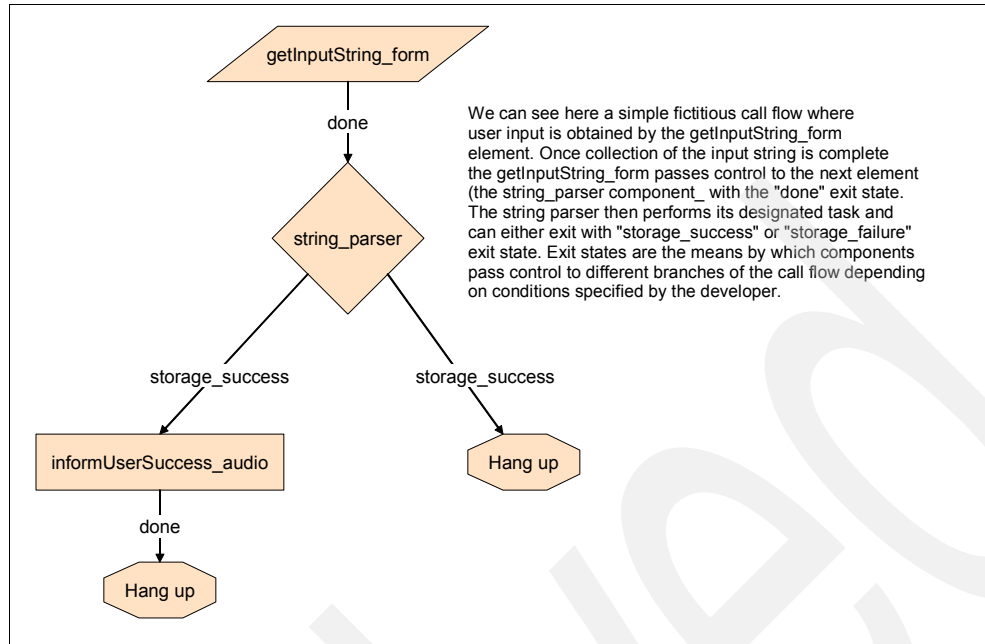 getInputString_form
done
We can see here a simple fictitious call flow where
user input is obtained by the getInputString_form
element. Once collection of the input string is complete
the getInputString_form passes control to the next element
(the string_parser component_ with the "done" exit state.
The string parser then performs its designated task and
can either exit with "storage_success" or "storage_failure"
exit state. Exit states are the means by which components
pass control to different branches of the call flow depending
on conditions specified by the developer.
string_parser
storage_success
storage_success
informUserSuccess_audio
Hang up
done
Hang up